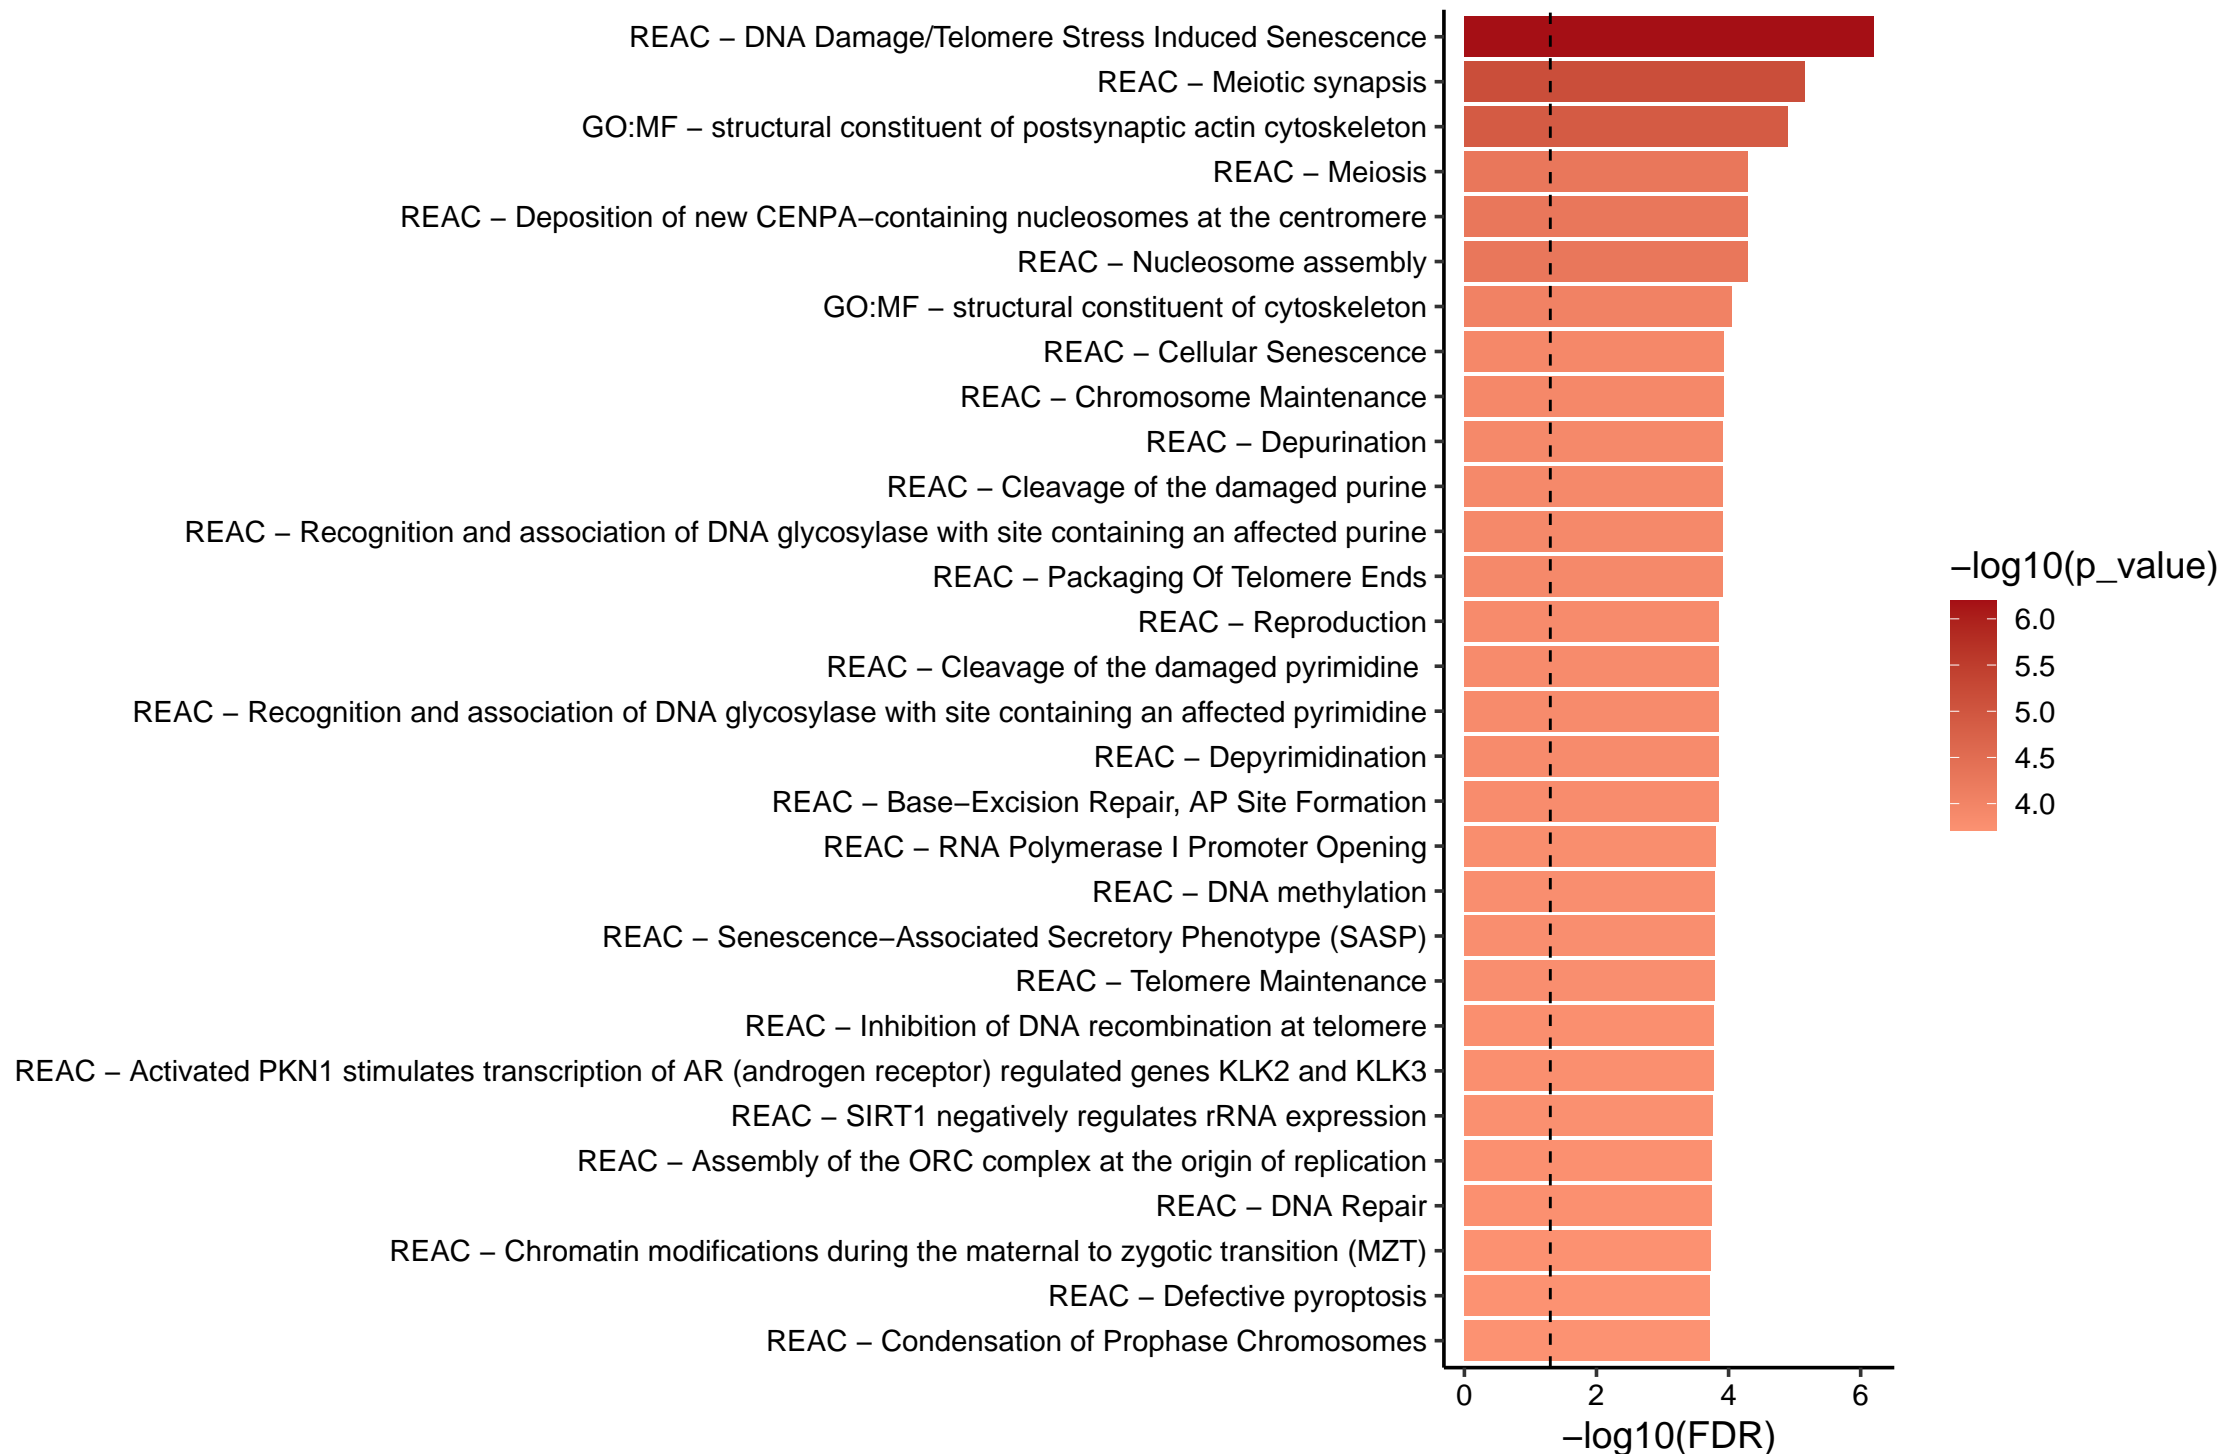 REAC – DNA Damage/Telomere Stress Induced Senescence
REAC – Meiotic synapsis
GO:MF – structural constituent of postsynaptic actin cytoskeleton
REAC – Meiosis
REAC – Deposition of new CENPA−containing nucleosomes at the centromere
REAC – Nucleosome assembly
GO:MF – structural constituent of cytoskeleton
REAC – Cellular Senescence
REAC – Chromosome Maintenance
REAC – Depurination
REAC – Cleavage of the damaged purine
REAC – Recognition and association of DNA glycosylase with site containing an affected purine
REAC – Packaging Of Telomere Ends
REAC – Reproduction
REAC – Cleavage of the damaged pyrimidine
REAC – Recognition and association of DNA glycosylase with site containing an affected pyrimidine
REAC – Depyrimidination
REAC – Base−Excision Repair, AP Site Formation
REAC – RNA Polymerase I Promoter Opening
REAC – DNA methylation
REAC – Senescence−Associated Secretory Phenotype (SASP)
REAC – Telomere Maintenance
REAC – Inhibition of DNA recombination at telomere
REAC – Activated PKN1 stimulates transcription of AR (androgen receptor) regulated genes KLK2 and KLK3
REAC – SIRT1 negatively regulates rRNA expression
REAC – Assembly of the ORC complex at the origin of replication
REAC – DNA Repair
REAC – Chromatin modifications during the maternal to zygotic transition (MZT)
REAC – Defective pyroptosis
REAC – Condensation of Prophase Chromosomes
0 2 4 6
−log10(FDR)
−log10(p_value)
6.0
5.5
5.0
4.5
4.0